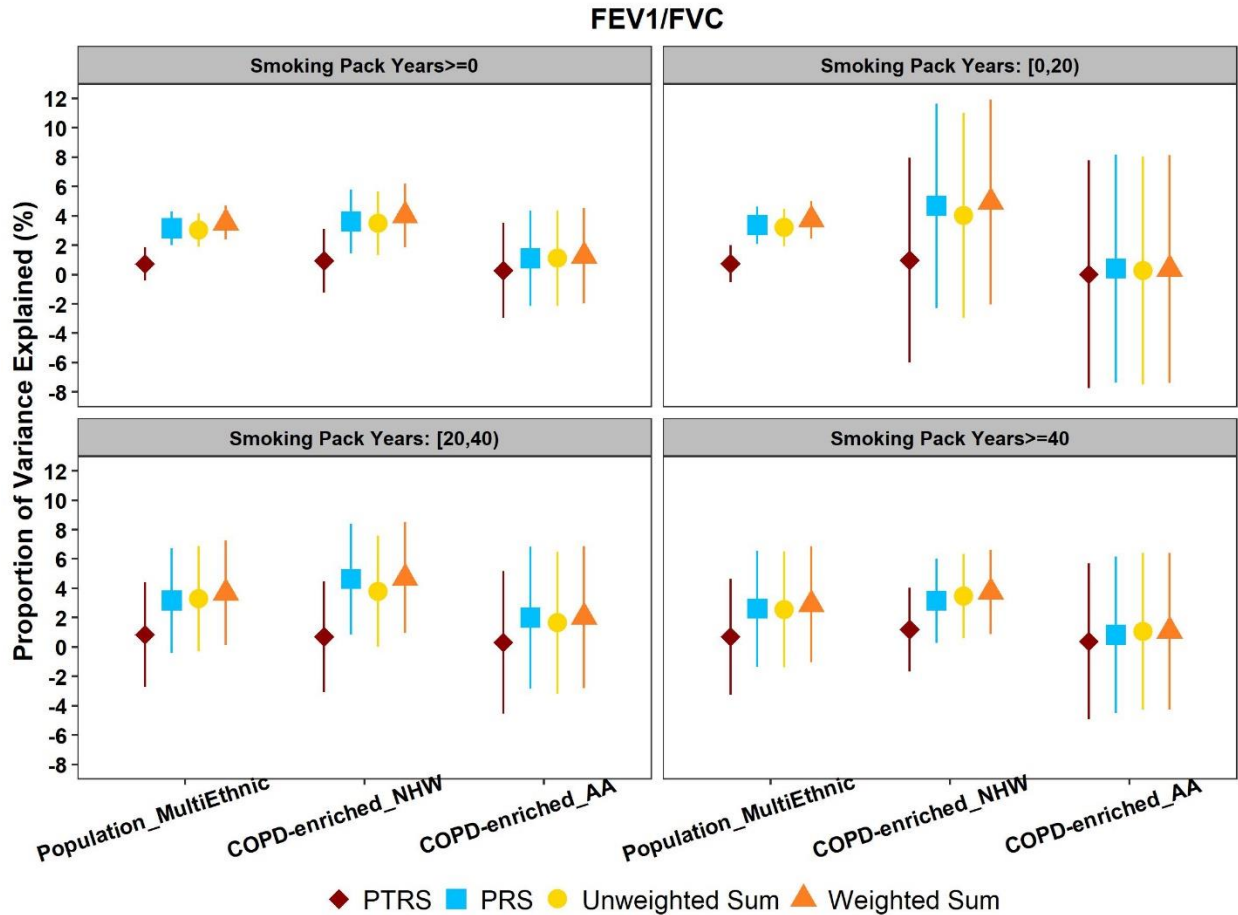 FEV1/FVC
Smoking Pack Years>=0
Smoking Pack Years: [0,20)
Proportion of Variance Explained (%)
12
10
8
6
4
2
0
-2
-4
-6
-8
Smoking Pack Years: [20,40)
Smoking Pack Years>=40
12
10
8
6
4
2
0
-2
-4
-6
-8
Population_MultiEthnic
COPD-enriched_NHW
COPD-enriched_AA
Population_MultiEthnic
COPD-enriched_NHW
COPD-enriched_AA
PTRS PRS Unweighted Sum Weighted Sum